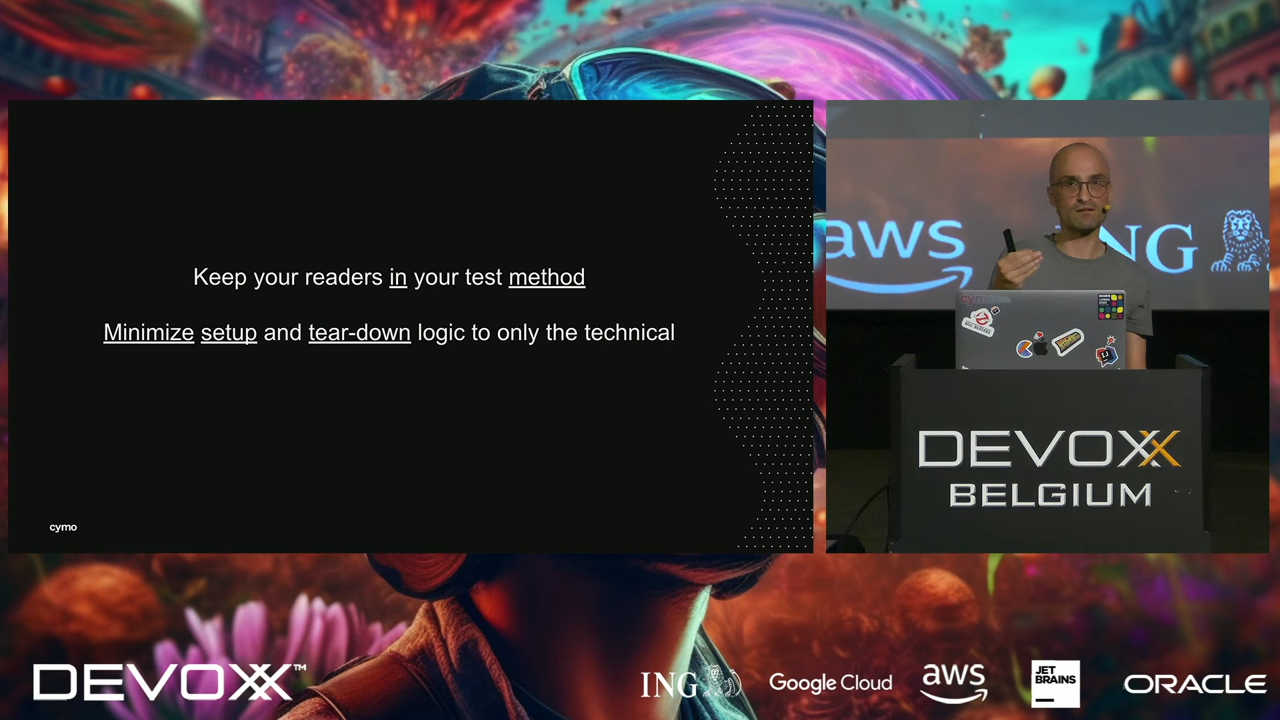 Keep your readers in your test method
Minimize setup and tear-down logic to only the technical
cymo
aws
ING
DEVOXX
BELGIUM
DEVOXX™
ING
Google Cloud
aws
JET
BRAINS
ORACLE